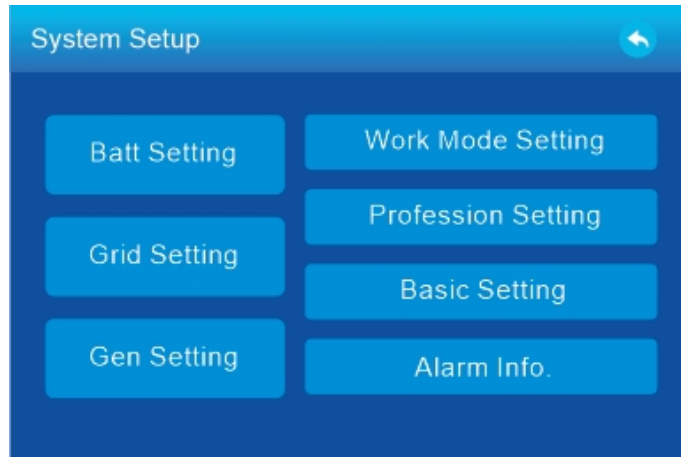 System Setup
Batt Setting
Grid Setting
Gen Setting
Work Mode Setting
Profession Setting
Basic Setting
Alarm Info.